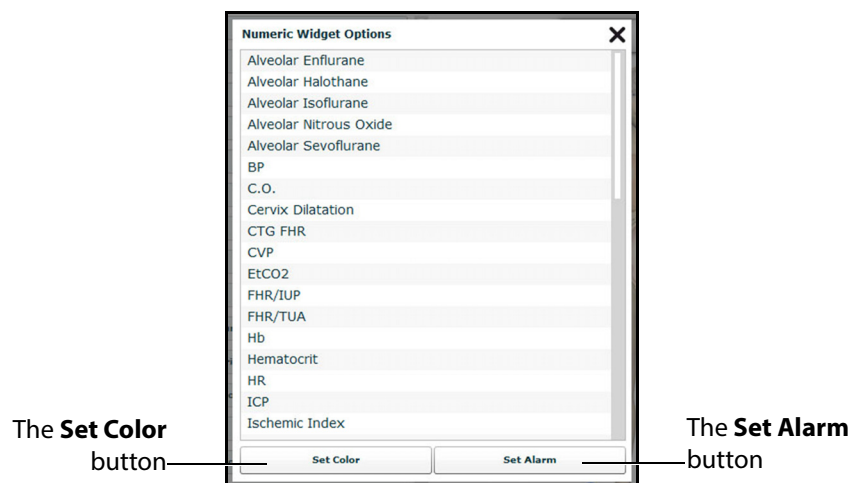 Numeric Widget Options
Alveolar Enflurane
Alveolar Halothane
Alveolar Isoflurane
Alveolar Nitrous Oxide
Alveolar Sevoflurane
BP
C.O.
Cervix Dilatation
CTG FHR
CVP
EtCO2
FHR/IUP
FHR/TUA
Hb
Hematocrit
HR
ICP
Ischemic Index
The Set Color
button
Set Color
Set Alarm
The Set Alarm
button